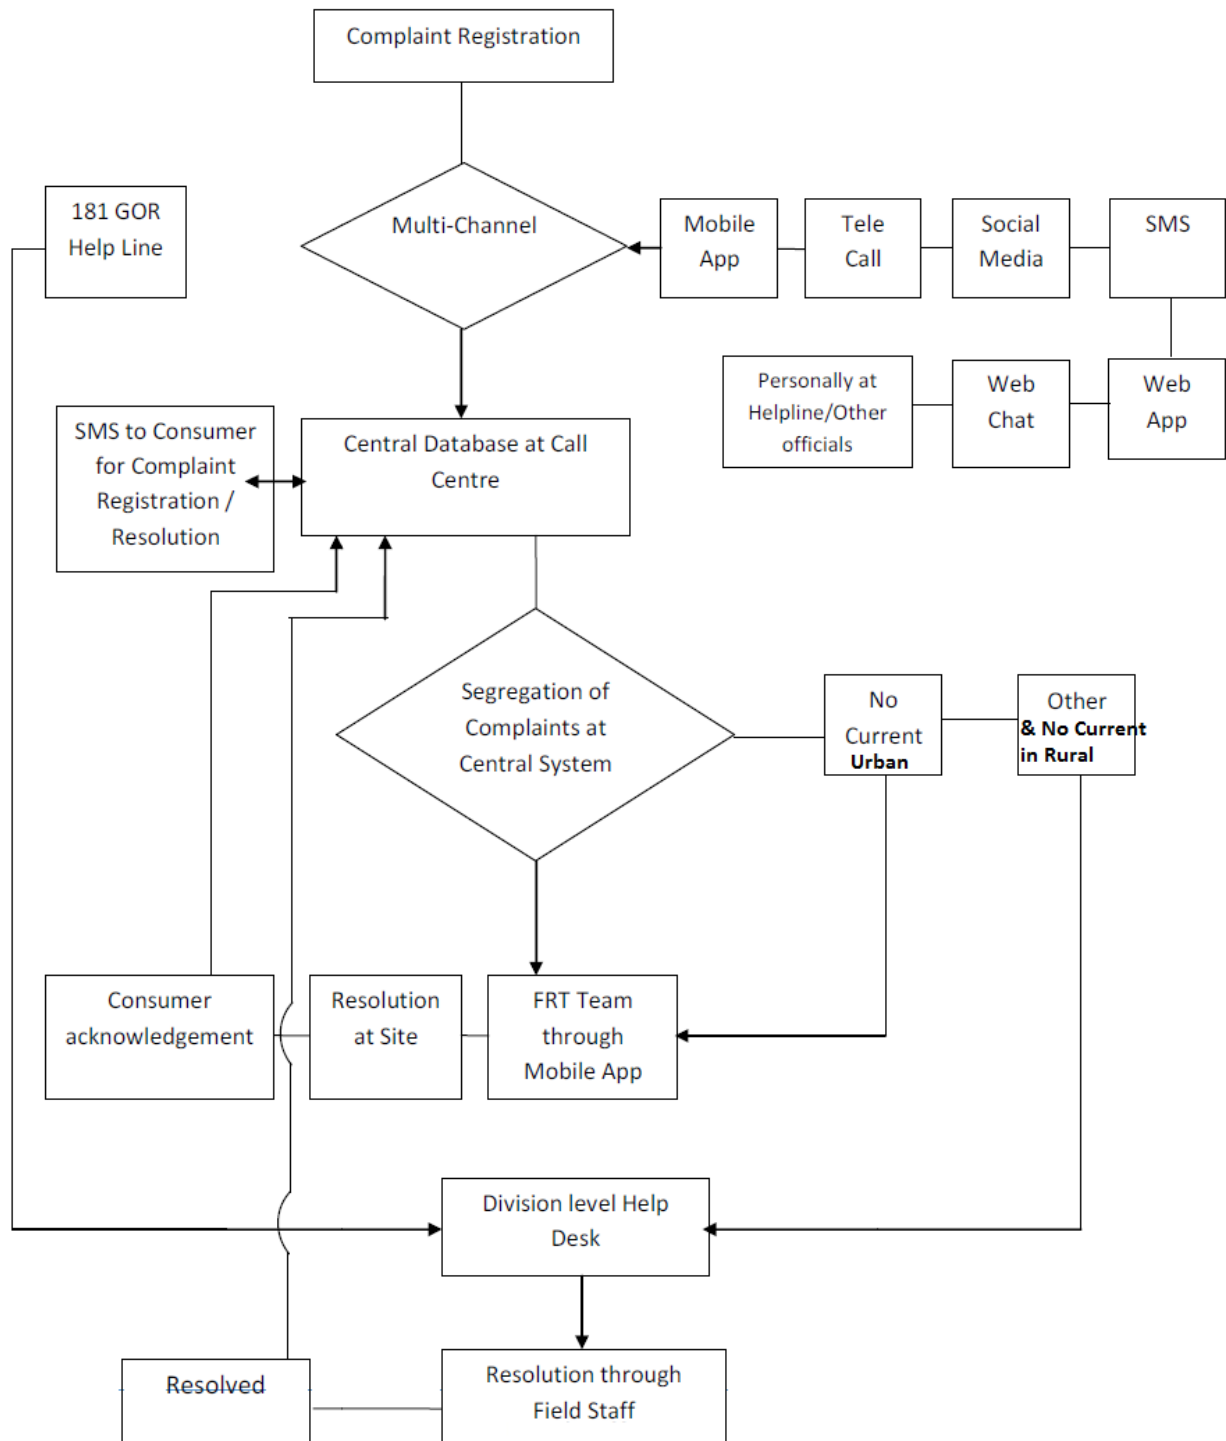 Complaint Registration
181 GOR
Help Line
Multi-Channel
Mobile
App
Tele
Call
Social
Media
SMS
Personally at
Helpline/Other
officials
Web
Chat
Web
App
SMS to Consumer
for Complaint
Registration /
Resolution
Central Database at Call
Centre
Segregation of
Complaints at
Central System
No
Current
Urban
Other
& No Current
in Rural
Consumer
acknowledgement
Resolution
at Site
FRT Team
through
Mobile App
Division level Help
Desk
Resolved
Resolution through
Field Staff